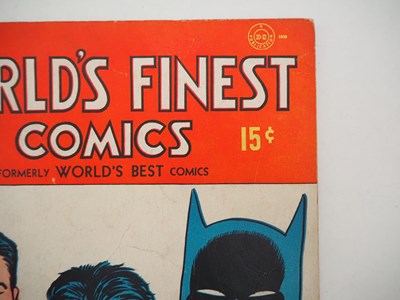 RLD'S FINEST
COMICS 15¢
FORMERLY WORLD'S BEST COMICS